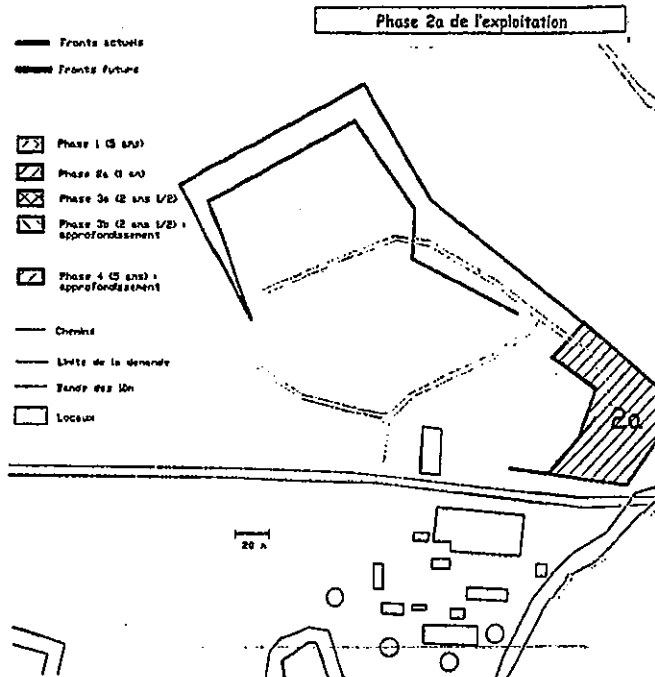 Phase 2a de l'exploitation
Fronts actuels
Fronts futurs
Phase 1 (5 ans)
Phase 2a (1 an)
Phase 3a (2 ans 1/2)
Phase 3b (2 ans 1/2) :
approfondissement
Phase 4 (5 ans) :
approfondissement
Chemins
Limite de la demande
Bande des 10m
Locaux
2a
20 m